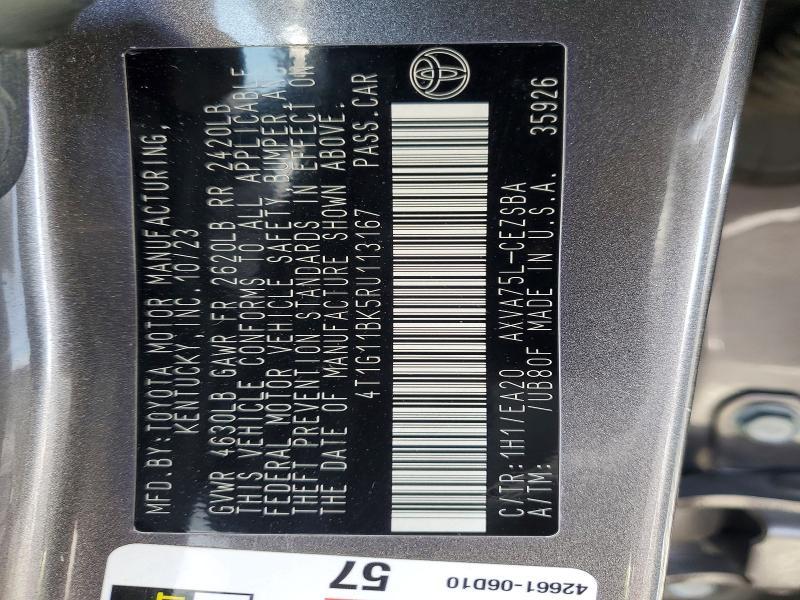 MFD.BY:TOYOTA MOTOR MANUFACTURING,
KENTUCKY, INC. 10/23
GVWR 4630LB GAWR FR 2620LB RR 2420LB
THIS VEHICLE CONFORMS TO ALL APPLICABLE
FEDERAL MOTOR VEHICLE SAFETY,BUMPER,A
THEFT PREVENTION STANDARDS IN EFFECT ON
THE DATE OF MANUFACTURE SHOWN ABOVE.
4T1G11BK5RU113167 PASS.CAR
C/TR:1H1/EA20 AXVA75L-CEZSBA
A/TM: /UB80F MADE IN U.S.A. 35926
57
42661-06D10